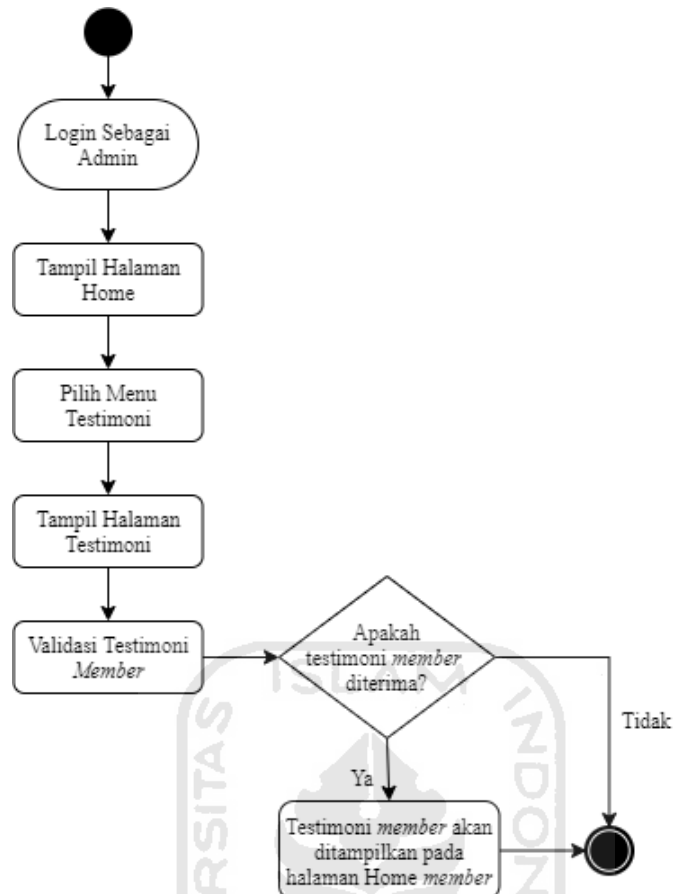 Login Sebagai
Admin
Tampil Halaman
Home
Pilih Menu
Testimoni
Tampil Halaman
Testimoni
Validasi Testimoni
Member
Apakah
testimoni member
diterima?
Tidak
Ya
Testimoni member akan
ditampilkan pada
halaman Home member
ISLAM